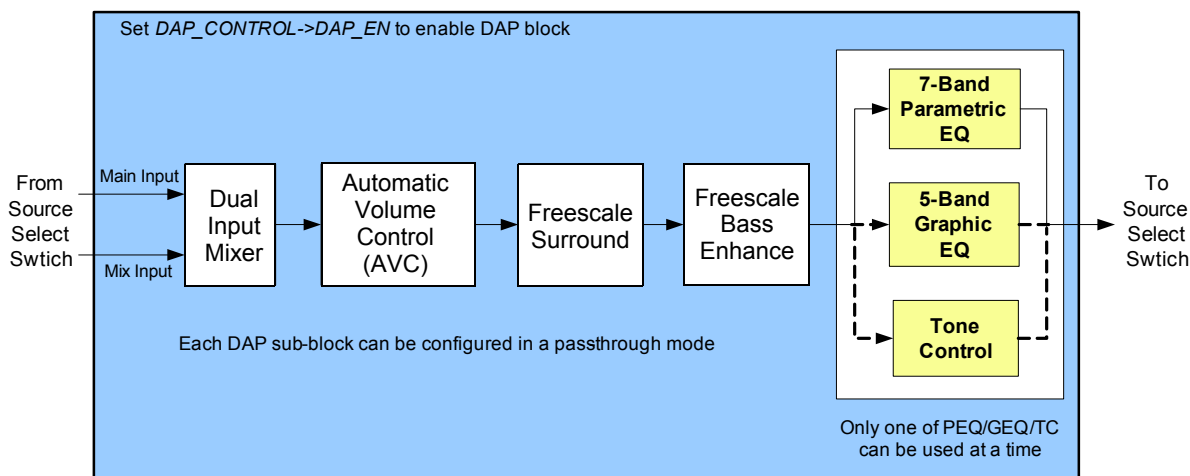 Set DAP_CONTROL->DAP_EN to enable DAP block
From
Source
Select
Swtich
Main Input
Mix Input
Dual
Input
Mixer
Automatic
Volume
Control
(AVC)
Freescale
Surround
Freescale
Bass
Enhance
7-Band
Parametric
EQ
5-Band
Graphic
EQ
Tone
Control
To
Source
Select
Swtich
Each DAP sub-block can be configured in a passthrough mode
Only one of PEQ/GEQ/TC
can be used at a time